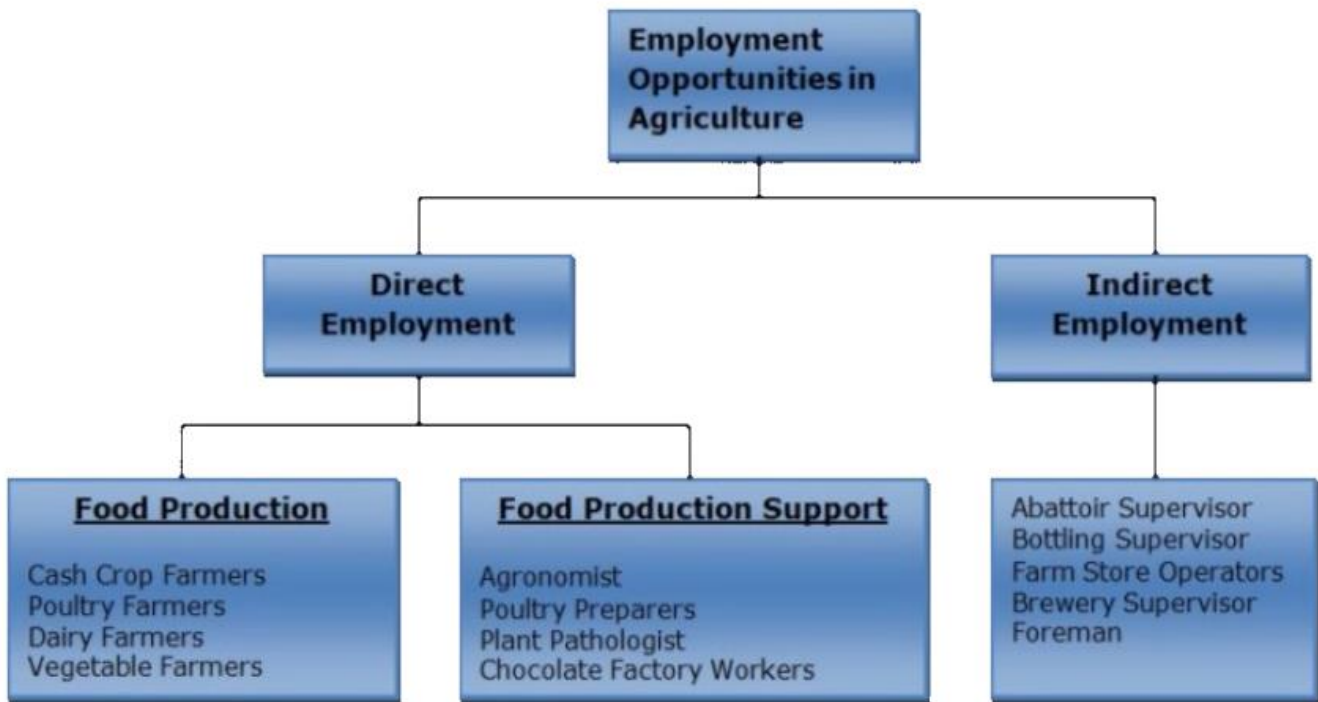 Employment
Opportunities in
Agriculture
Direct
Employment
Indirect
Employment
Food Production
Cash Crop Farmers
Poultry Farmers
Dairy Farmers
Vegetable Farmers
Food Production Support
Agronomist
Poultry Preparers
Plant Pathologist
Chocolate Factory Workers
Abattoir Supervisor
Bottling Supervisor
Farm Store Operators
Brewery Supervisor
Foreman